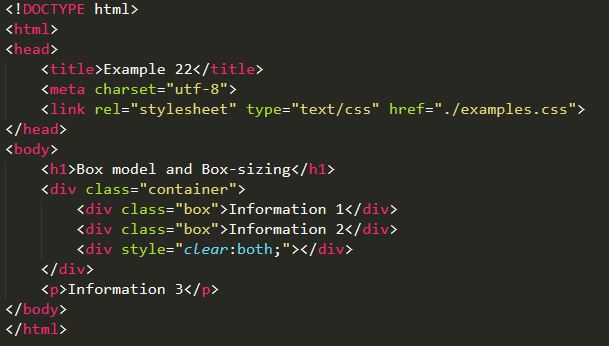 <!DOCTYPE html>
<html>
<head>
    <title>Example 22</title>
    <meta charset="utf-8">
    <link rel="stylesheet" type="text/css" href="./examples.css">
</head>
<body>
    <h1>Box model and Box-sizing</h1>
    <div class="container">
        <div class="box">Information 1</div>
        <div class="box">Information 2</div>
        <div style="clear:both;"></div>
    </div>
    <p>Information 3</p>
</body>
</html>